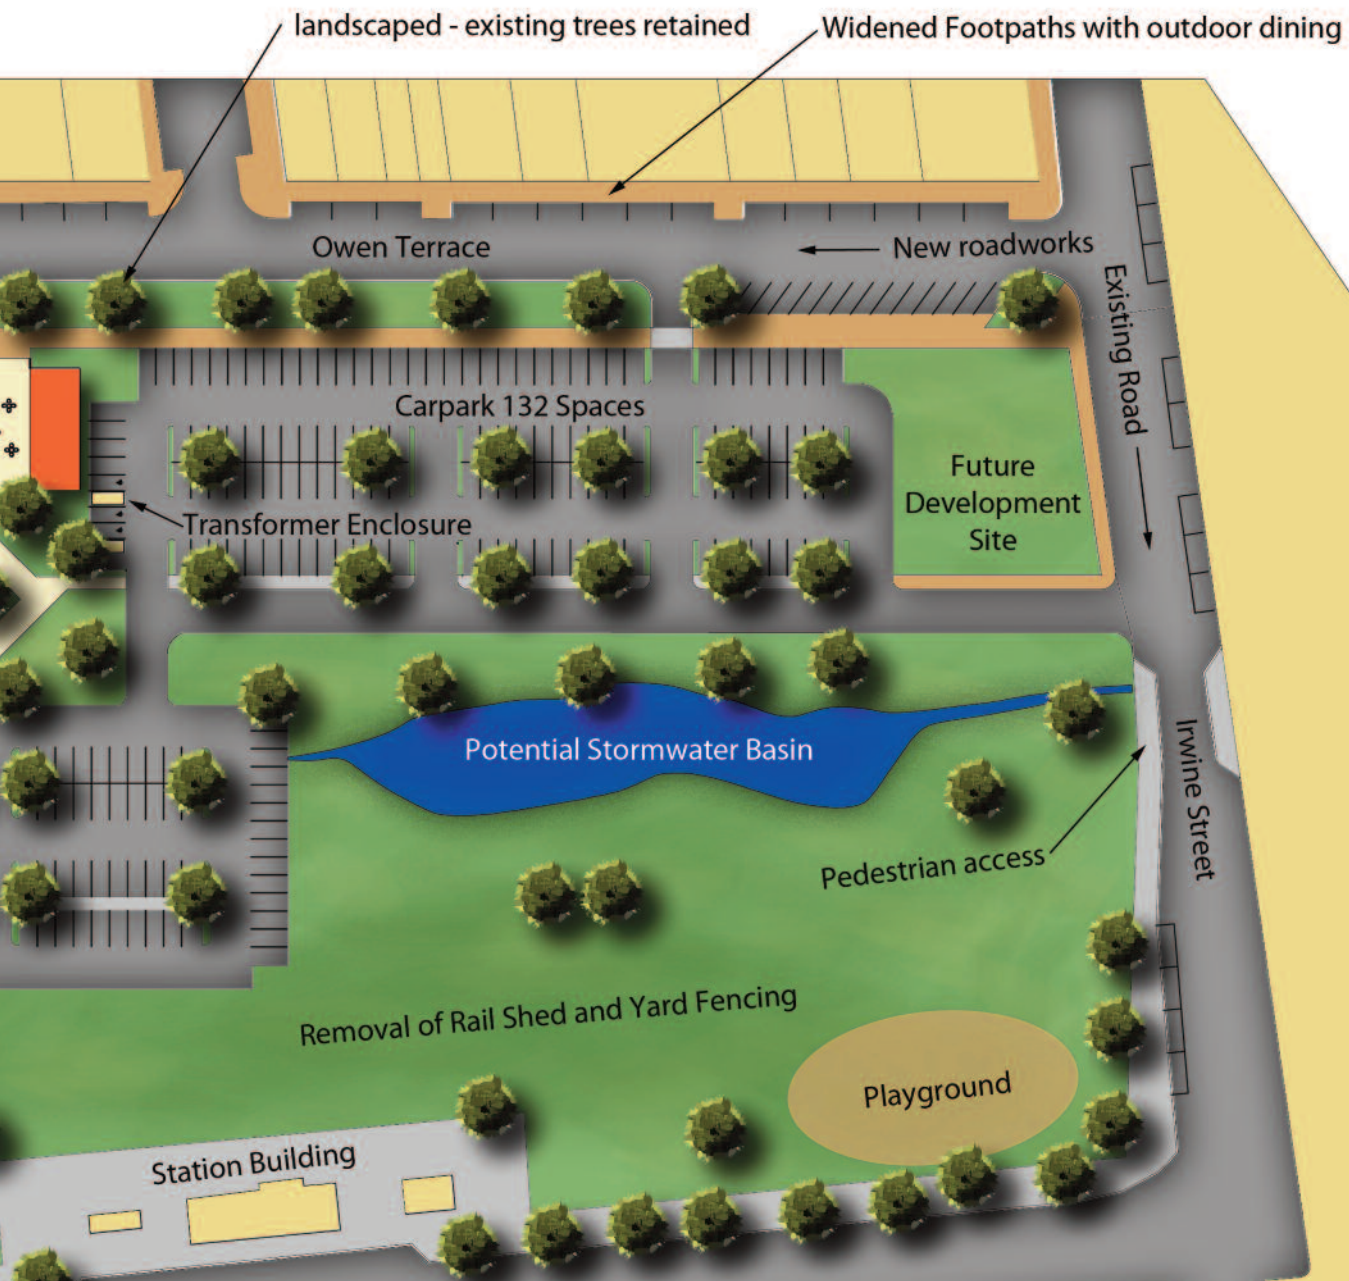 landscaped - existing trees retained
Widened Footpaths with outdoor dining
Owen Terrace
New roadworks
Existing Road
Carpark 132 Spaces
Future
Development
Site
Transformer Enclosure
Potential Stormwater Basin
Irwine Street
Pedestrian access
Removal of Rail Shed and Yard Fencing
Playground
Station Building